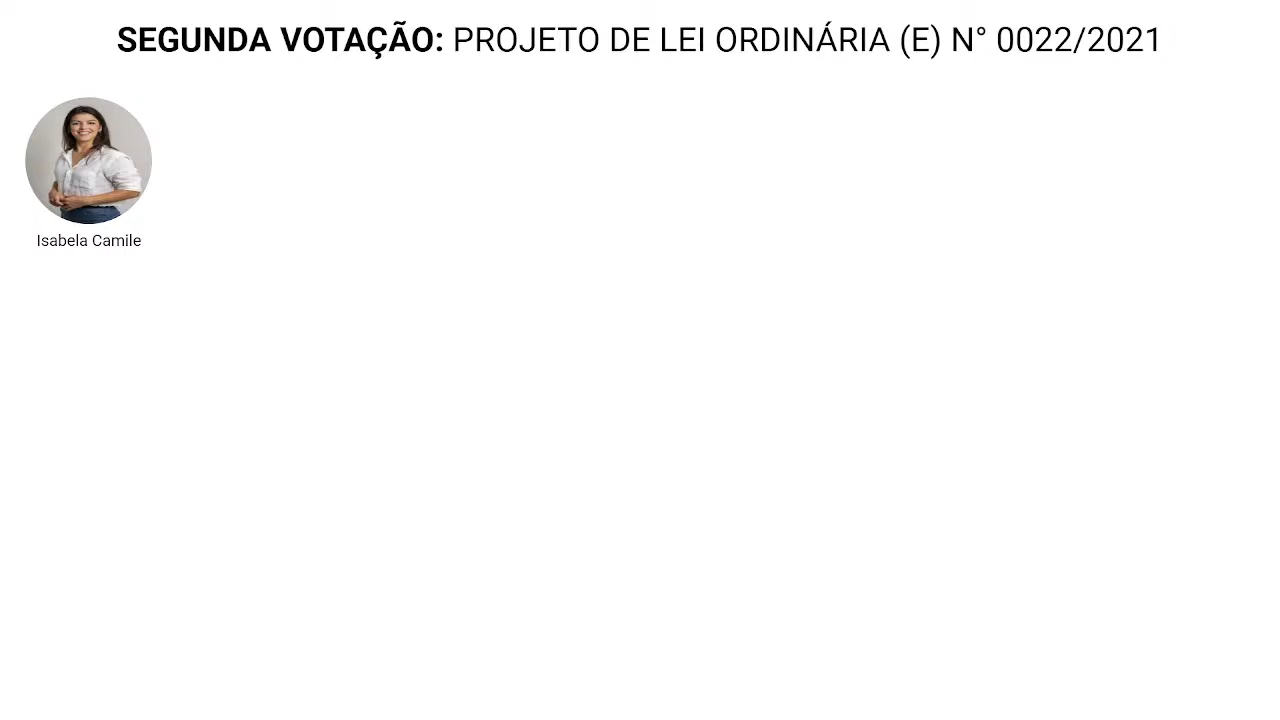 SEGUNDA VOTAÇÃO: PROJETO DE LEI ORDINÁRIA (E) N° 0022/2021
Isabela Camile